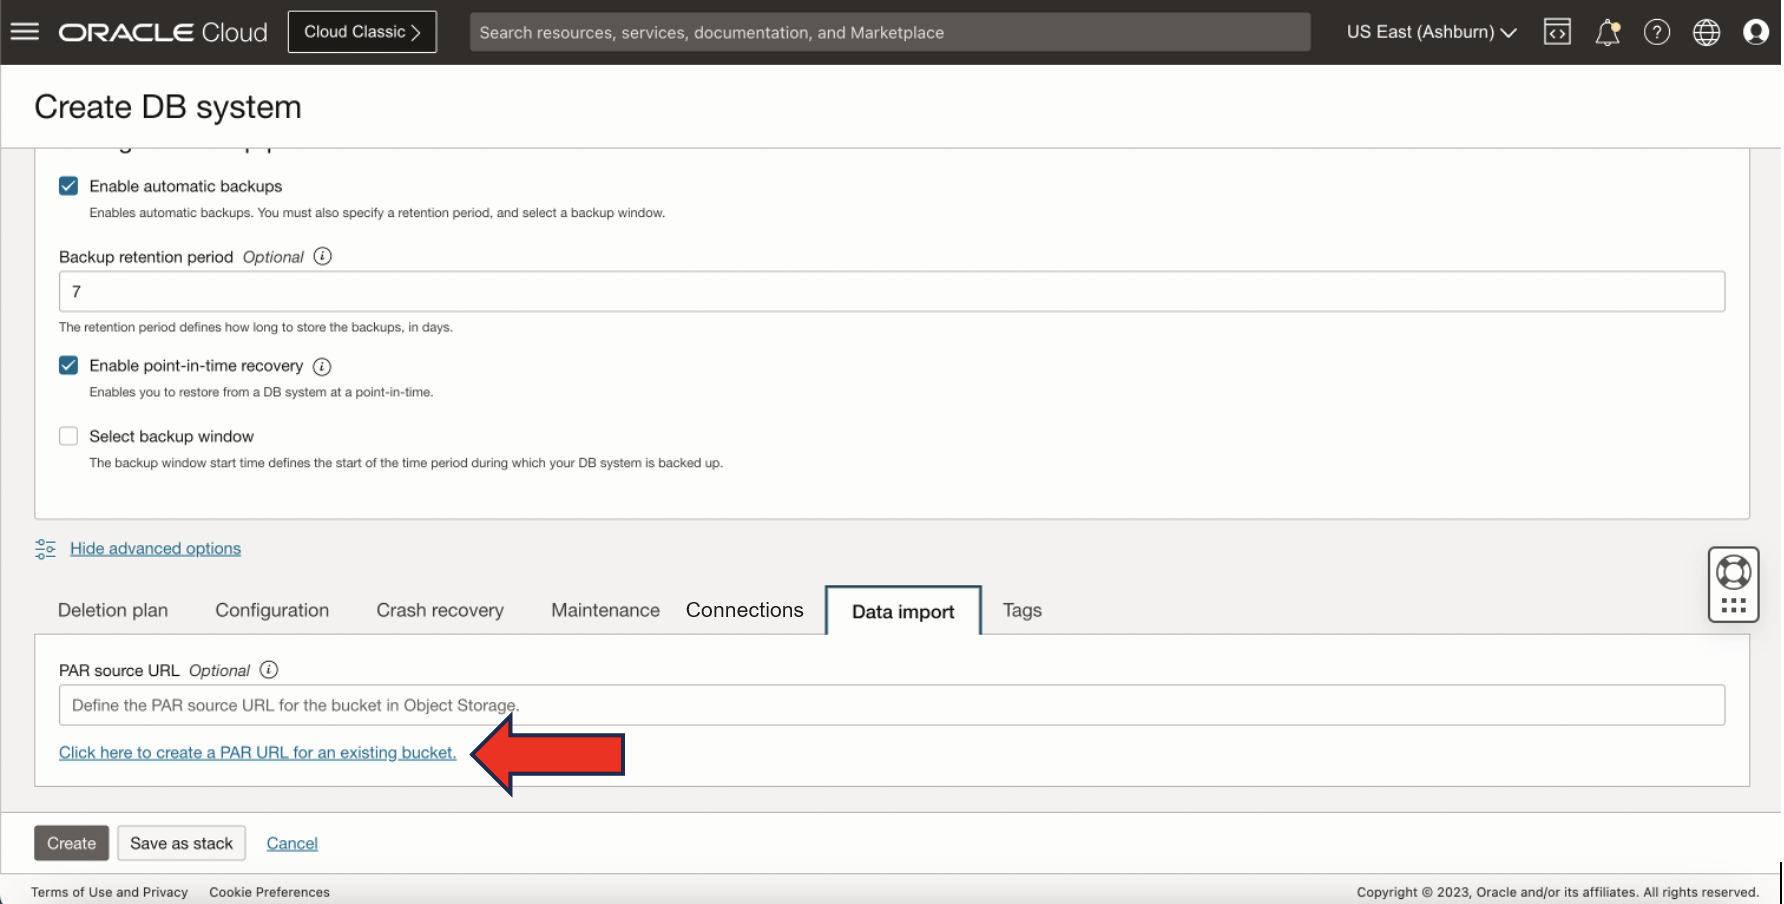 ORACLE Cloud
Cloud Classic
Search resources, services, documentation, and Marketplace
US East (Ashburn)
Create DB system
Enable automatic backups
Enables automatic backups. You must also specify a retention period, and select a backup window.
Backup retention period Optional
7
The retention period defines how long to store the backups, in days.
Enable point-in-time recovery
Enables you to restore from a DB system at a point-in-time.
Select backup window
The backup window start time defines the start of the time period during which your DB system is backed up.
Hide advanced options
Deletion plan Configuration Crash recovery Maintenance Connections Data import Tags
PAR source URL Optional
Define the PAR source URL for the bucket in Object Storage.
Click here to create a PAR URL for an existing bucket.
Create Save as stack Cancel
Terms of Use and Privacy Cookie Preferences
Copyright © 2023, Oracle and/or its affiliates. All rights reserved.